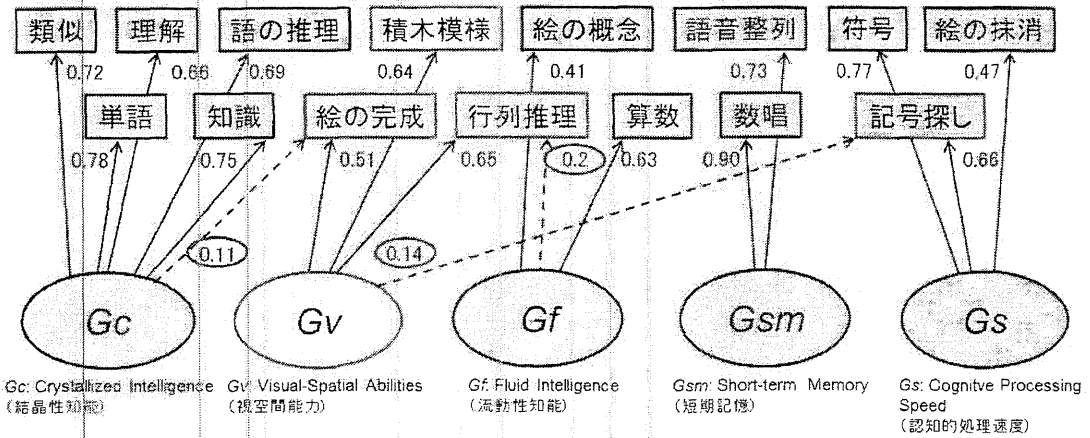 類似 理解 語の推理 積木模様 絵の概念 語音整列 符号 絵の抹消
0.72 0.66 0.69 0.64 0.41 0.73 0.77 0.47
単語 知識 絵の完成 行列推理 算数 数唱 記号探し
0.78 0.75 0.51 0.65 0.2 0.63 0.90 0.66
0.11 0.14
Gc Gv Gf Gsm Gs
Gc: Crystallized Intelligence
(結晶性知能)
Gv: Visual-Spatial Abilities
(視空間能力)
Gf: Fluid Intelligence
(流動性知能)
Gsm: Short-term Memory
(短期記憶)
Gs: Cognitve Processing
Speed
(認知的処理速度)